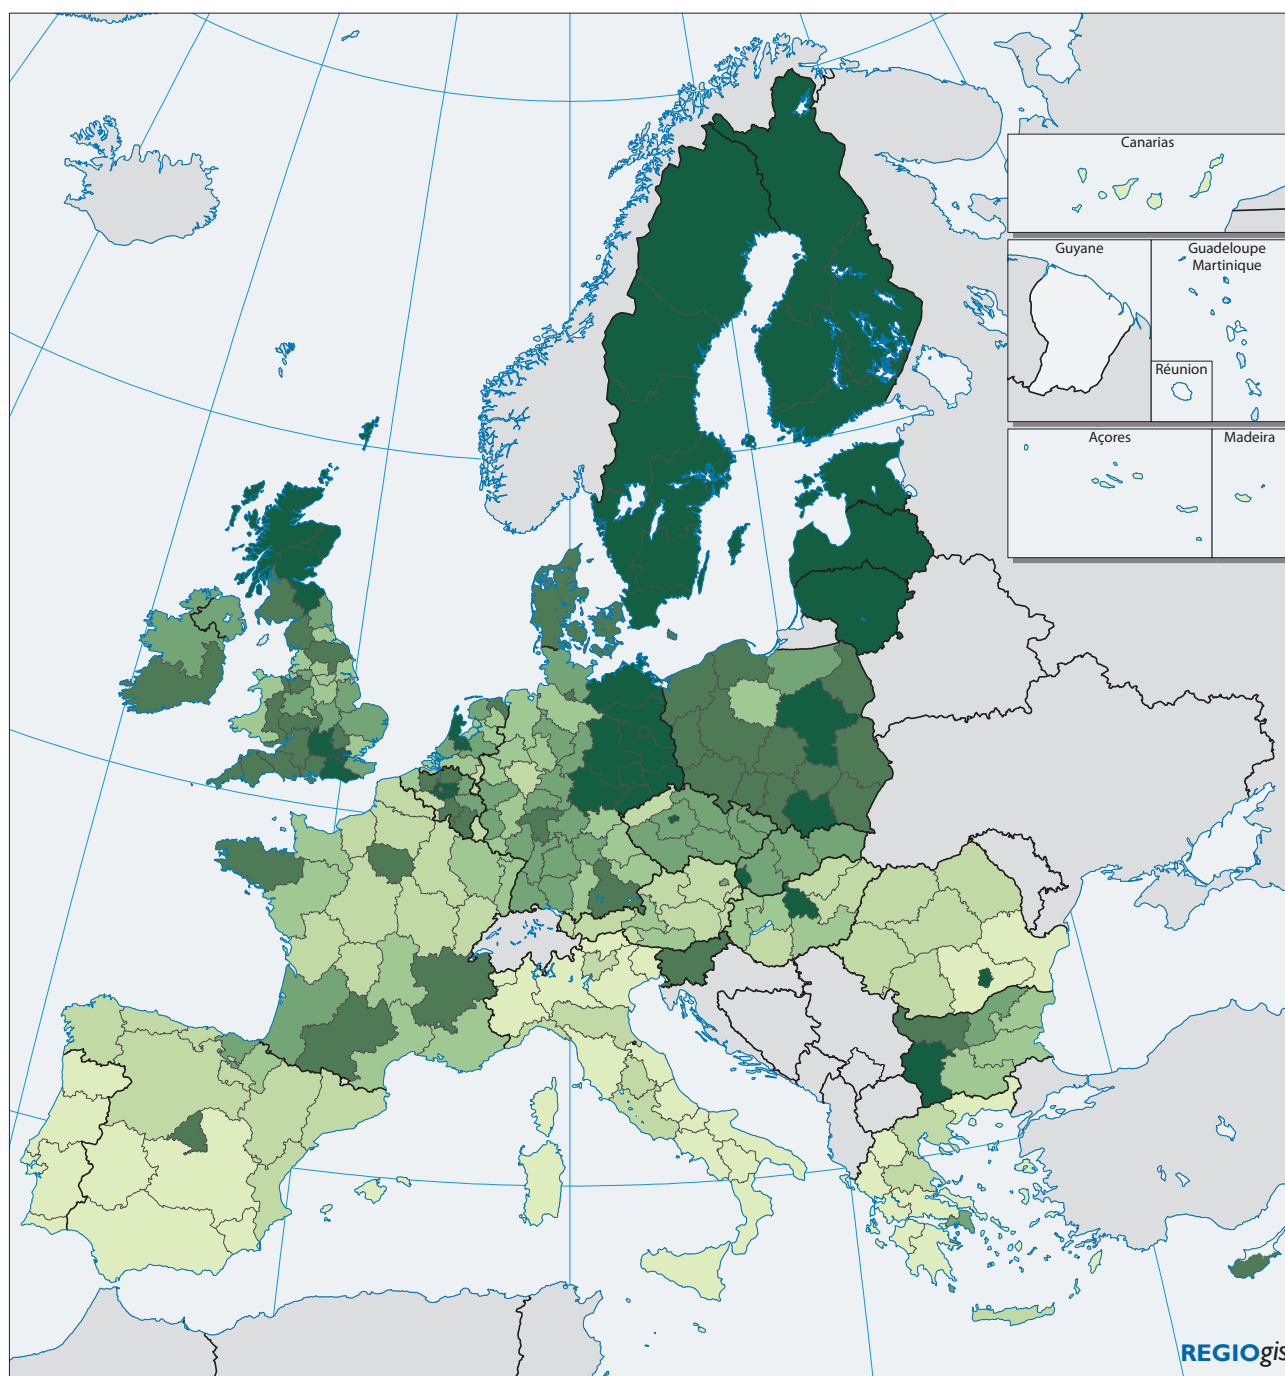 Canarias
Guyane
Guadeloupe
Martinique
Réunion
Açores
Madeira
REGIOgis